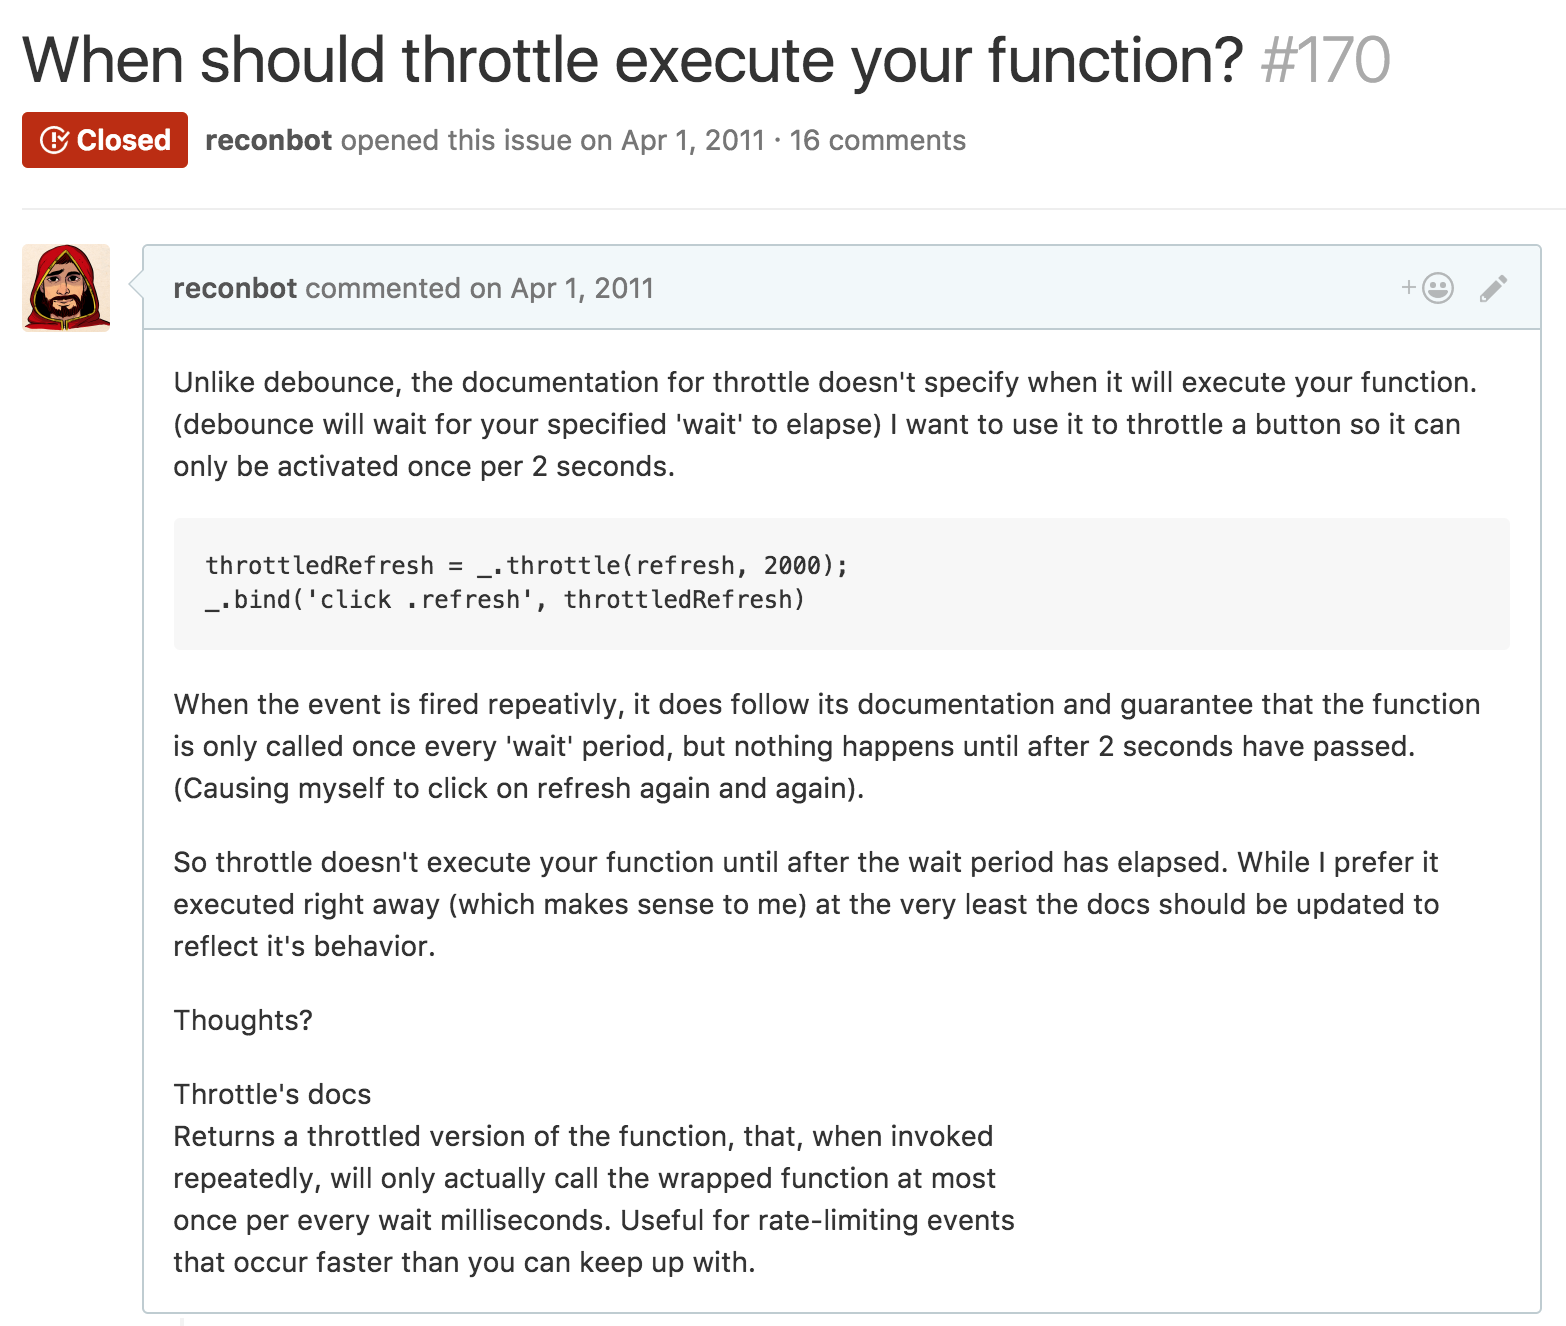 When should throttle execute your function? #170
Closed reconbot opened this issue on Apr 1, 2011 · 16 comments
reconbot commented on Apr 1, 2011
Unlike debounce, the documentation for throttle doesn't specify when it will execute your function.
(debounce will wait for your specified 'wait' to elapse) I want to use it to throttle a button so it can
only be activated once per 2 seconds.
throttledRefresh = _.throttle(refresh, 2000);
_.bind('click .refresh', throttledRefresh)
When the event is fired repeativly, it does follow its documentation and guarantee that the function
is only called once every 'wait' period, but nothing happens until after 2 seconds have passed.
(Causing myself to click on refresh again and again).
So throttle doesn't execute your function until after the wait period has elapsed. While I prefer it
executed right away (which makes sense to me) at the very least the docs should be updated to
reflect it's behavior.
Thoughts?
Throttle's docs
Returns a throttled version of the function, that, when invoked
repeatedly, will only actually call the wrapped function at most
once per every wait milliseconds. Useful for rate-limiting events
that occur faster than you can keep up with.